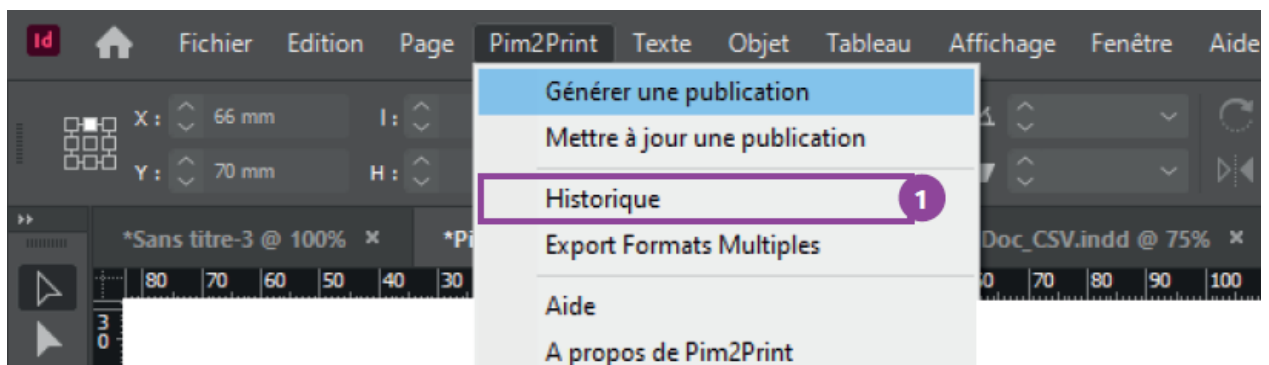 Id Fichier Edition Page Pim2Print Texte Objet Tableau Affichage Fenêtre Aide
X : 66 mm I :
Y : 70 mm H :
Générer une publication
Mettre à jour une publication
Historique 1
Export Formats Multiples
Aide
A propos de Pim2Print
*Sans titre-3 @ 100% × *Pi Doc_CSV.indd @ 75% ×
80 70 60 50 40 30 70 80 90 100
3
0